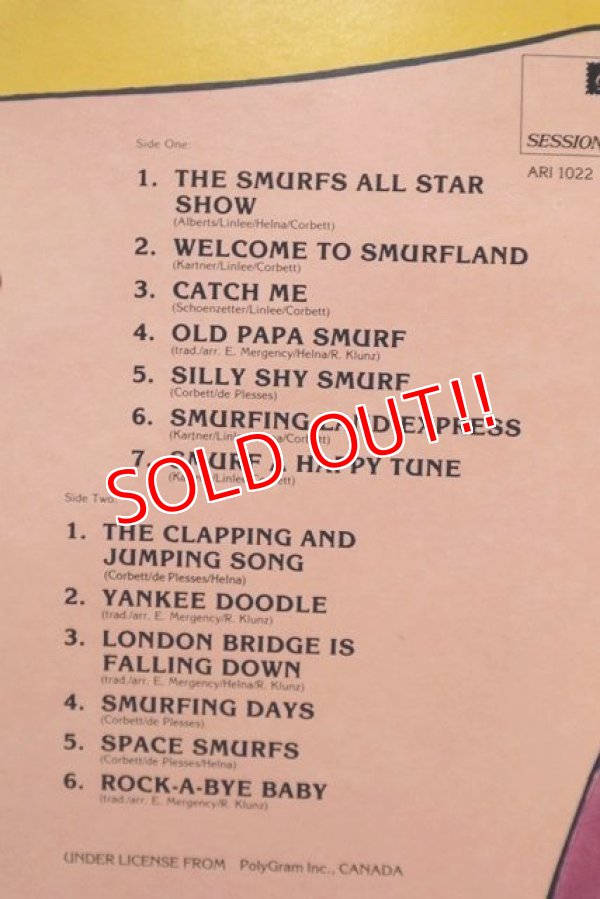 SESSION
ARI 1022
Side One:
1. THE SMURFS ALL STAR
SHOW
(Alberts/Linlee/Helna/Corbett)
2. WELCOME TO SMURFLAND
(Kartner/Linlee/Corbett)
3. CATCH ME
(Schoenzetter/Linlee/Corbett)
4. OLD PAPA SMURF
(trad./arr. E. Mergency/Helna/R. Klunz)
5. SILLY SHY SMURF
(Corbett/de Plesses)
6. SMURFING LAND EXPRESS
7. SMURF A HAPPY TUNE
SOLD OUT!!
Side Two:
1. THE CLAPPING AND
JUMPING SONG
(Corbett/de Plesses/Helna)
2. YANKEE DOODLE
(trad./arr. E. Mergency/R. Klunz)
3. LONDON BRIDGE IS
FALLING DOWN
(trad./arr. E. Mergency/Helna/R. Klunz)
4. SMURFING DAYS
(Corbett/de Plesses)
5. SPACE SMURFS
(Corbett/de Plesses/Helna)
6. ROCK-A-BYE BABY
(trad./arr. E. Mergency/R. Klunz)
UNDER LICENSE FROM PolyGram Inc., CANADA